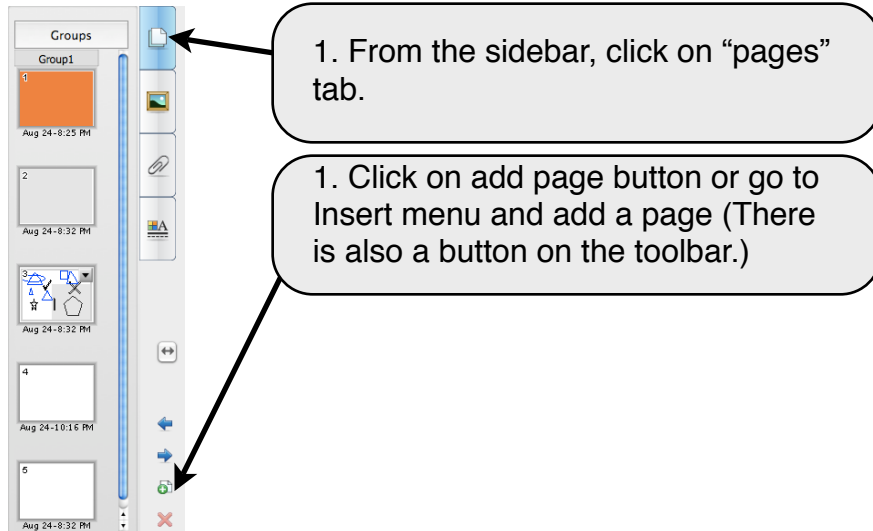 Groups
Group1
1
Aug 24-8:25 PM
2
Aug 24-8:32 PM
3
Aug 24-8:32 PM
4
Aug 24-10:16 PM
5
Aug 24-8:32 PM
A
1. From the sidebar, click on “pages”
tab.
1. Click on add page button or go to
Insert menu and add a page (There
is also a button on the toolbar.)